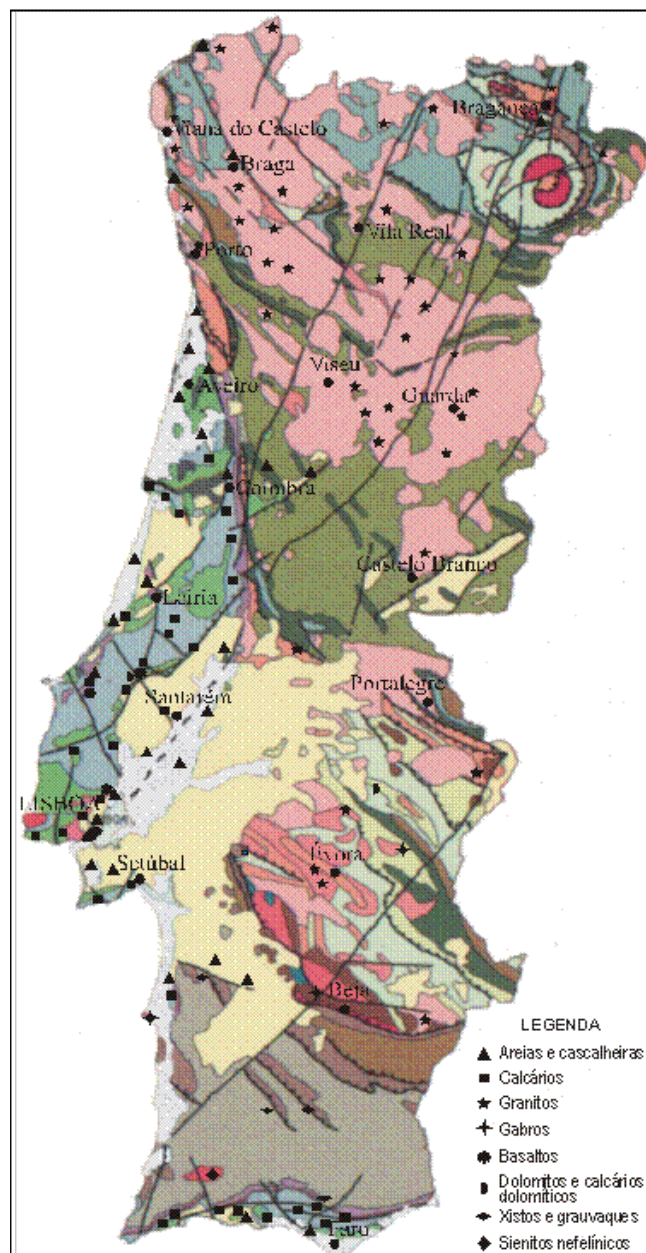 Bragança
Viana do Castelo
Braga
Vila Real
Porto
Viseu
Aveiro
Guarda
Coimbra
Castelo Branco
Leiria
Portalegre
Santarém
LISBOA
Évora
Setúbal
Beja
LEGENDA
Areias e cascalheiras
Calcários
Granitos
Gabros
Basaltos
Dolomitos e calcários
dolomíticos
Xistos e grauvaques
Sienitos nefelínicos
Faro